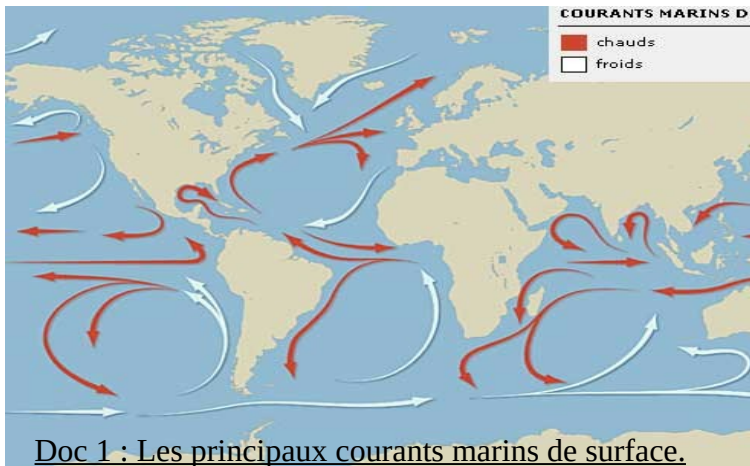 COURANTS MARINS D
chauds
froids
Doc 1 : Les principaux courants marins de surface.